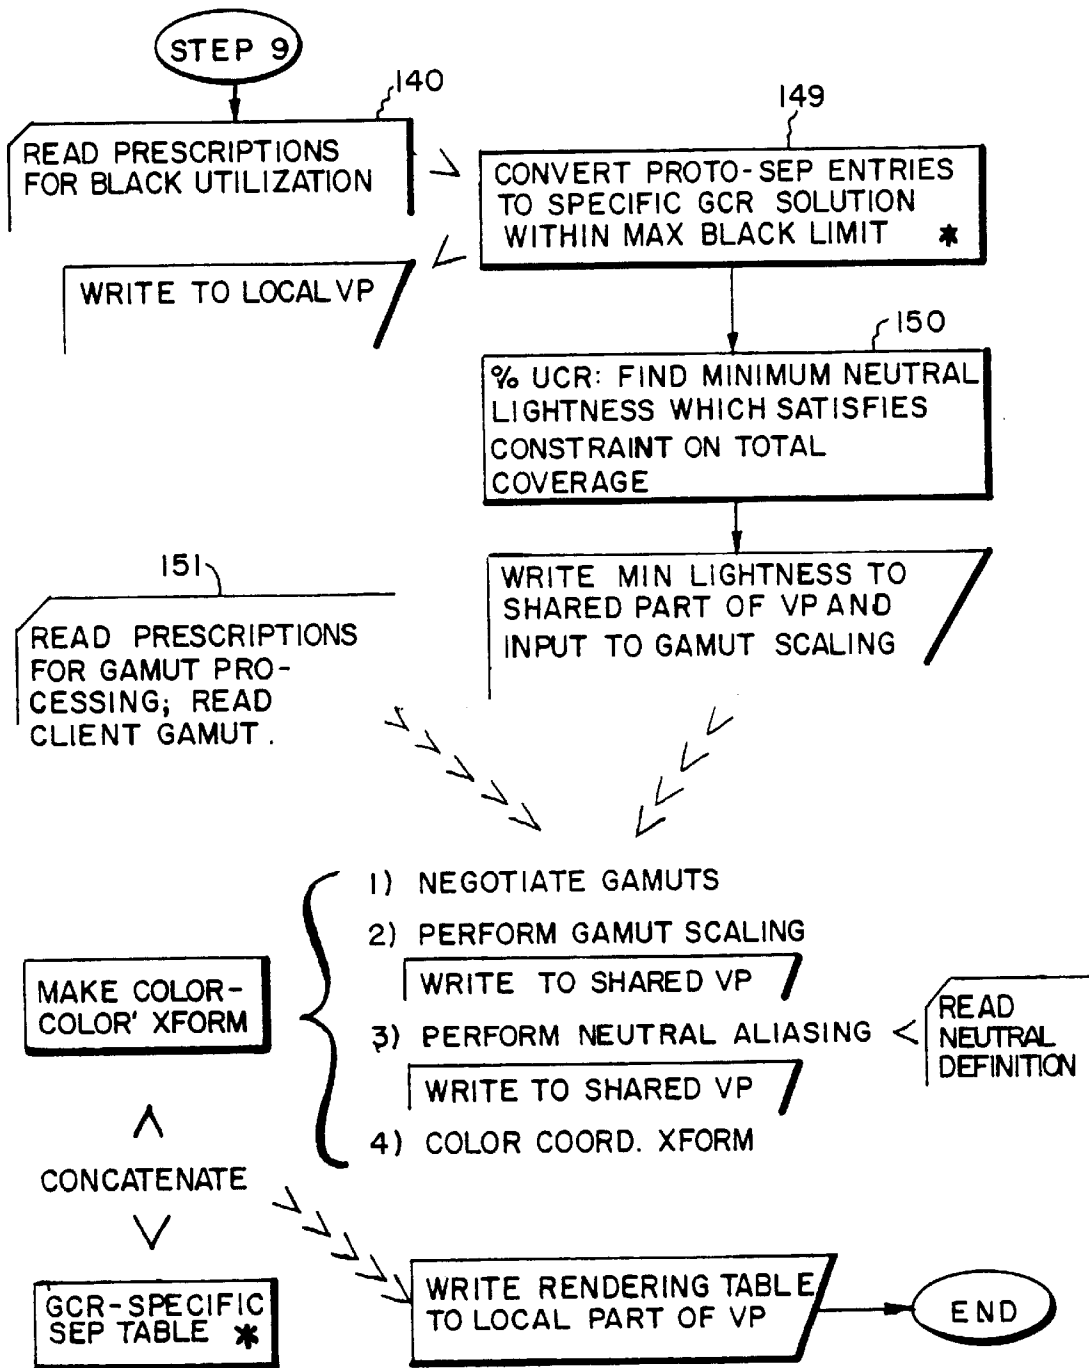 STEP 9
140
READ PRESCRIPTIONS
FOR BLACK UTILIZATION
149
CONVERT PROTO-SEP ENTRIES
TO SPECIFIC GCR SOLUTION
WITHIN MAX BLACK LIMIT *
WRITE TO LOCAL VP
150
% UCR: FIND MINIMUM NEUTRAL
LIGHTNESS WHICH SATISFIES
CONSTRAINT ON TOTAL
COVERAGE
151
READ PRESCRIPTIONS
FOR GAMUT PRO-
CESSING; READ
CLIENT GAMUT.
WRITE MIN LIGHTNESS TO
SHARED PART OF VP AND
INPUT TO GAMUT SCALING
MAKE COLOR-
COLOR' XFORM
1) NEGOTIATE GAMUTS
2) PERFORM GAMUT SCALING
WRITE TO SHARED VP
3) PERFORM NEUTRAL ALIASING
WRITE TO SHARED VP
4) COLOR COORD. XFORM
READ
NEUTRAL
DEFINITION
CONCATENATE
GCR-SPECIFIC
SEP TABLE *
WRITE RENDERING TABLE
TO LOCAL PART OF VP
END